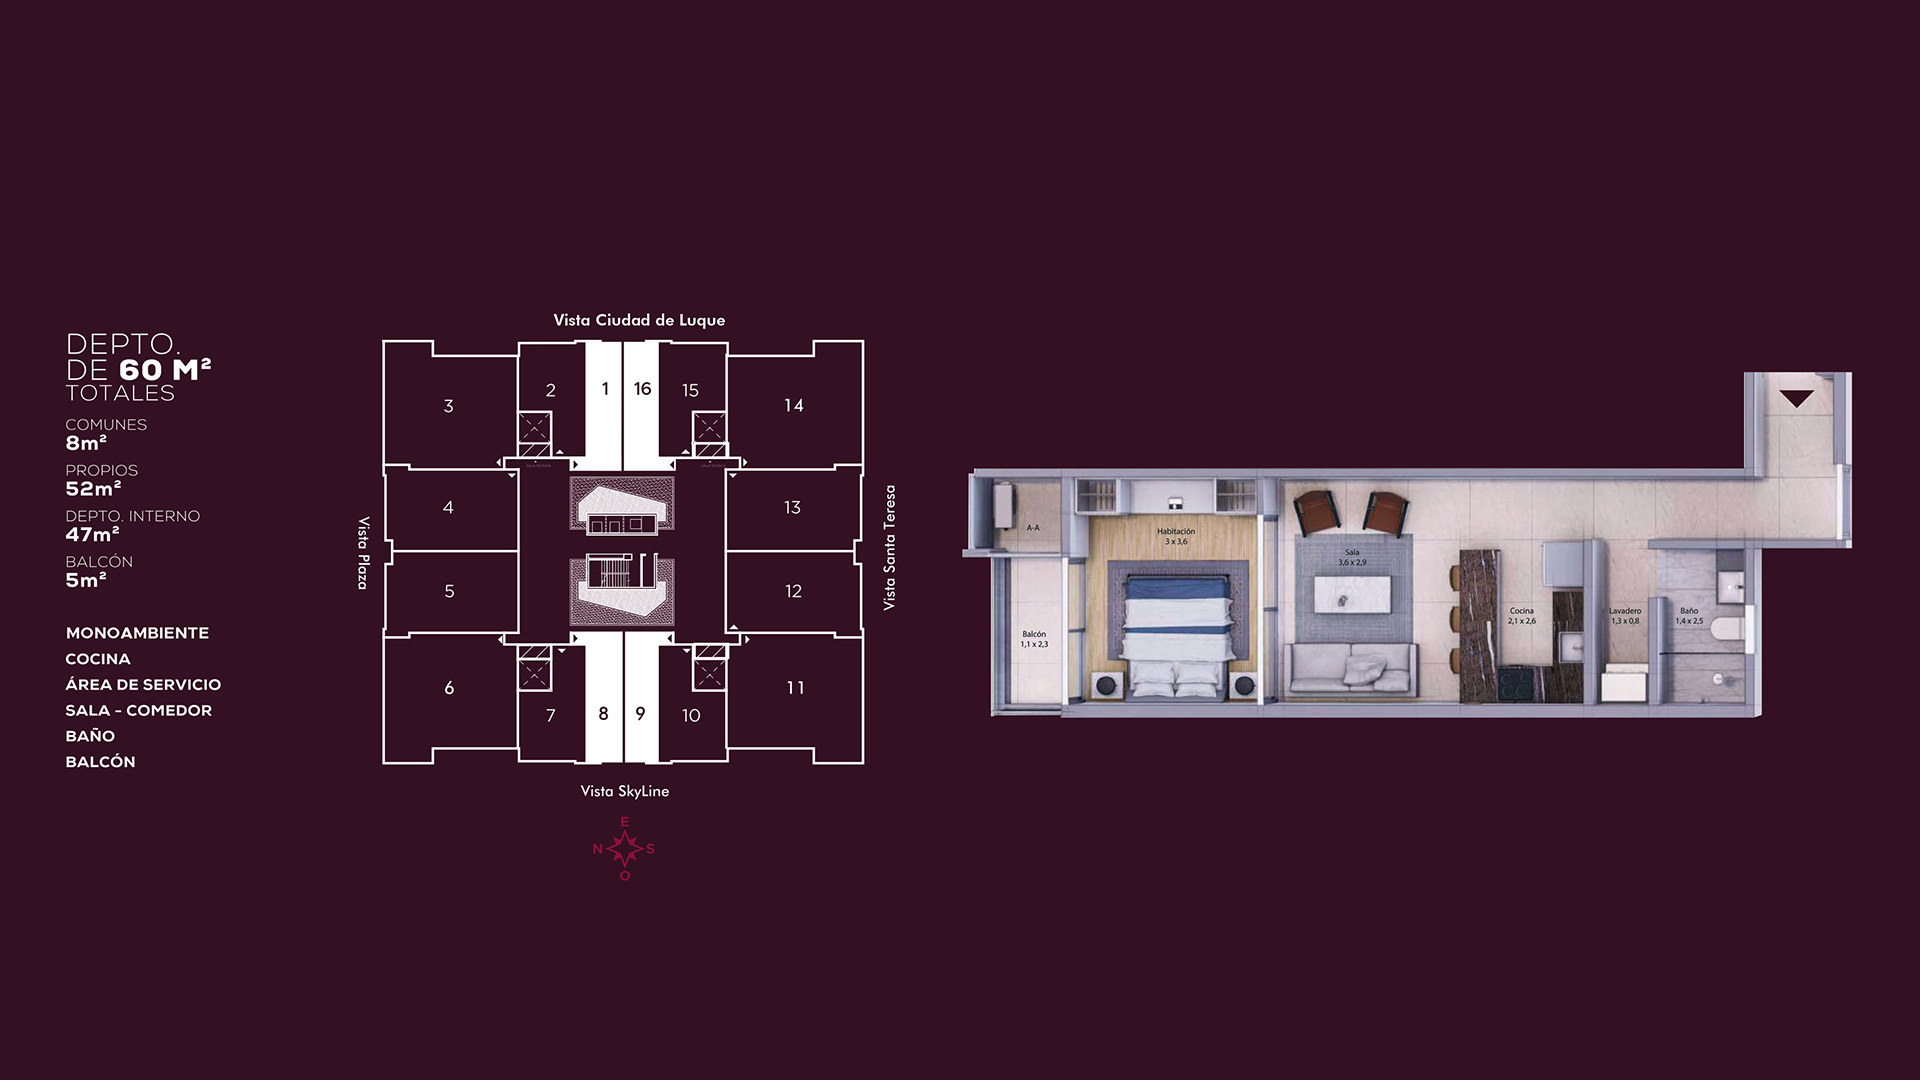 DEPTO.
DE 60 M²
TOTALES
COMUNES
8m²
PROPIOS
52m²
DEPTO. INTERNO
47m²
BALCÓN
5m²
MONOAMBIENTE
COCINA
ÁREA DE SERVICIO
SALA - COMEDOR
BAÑO
BALCÓN
Vista Ciudad de Luque
3
2
1
16
15
14
4
13
Vista Plaza
Vista Santa Teresa
5
12
6
7
8
9
10
11
Vista SkyLine
E
N
S
O
A-A
Habitación
3 x 3,6
Sala
3,6 x 2,9
Balcón
1,1 x 2,3
Cocina
2,1 x 2,6
Lavadero
1,3 x 0,8
Baño
1,4 x 2,5